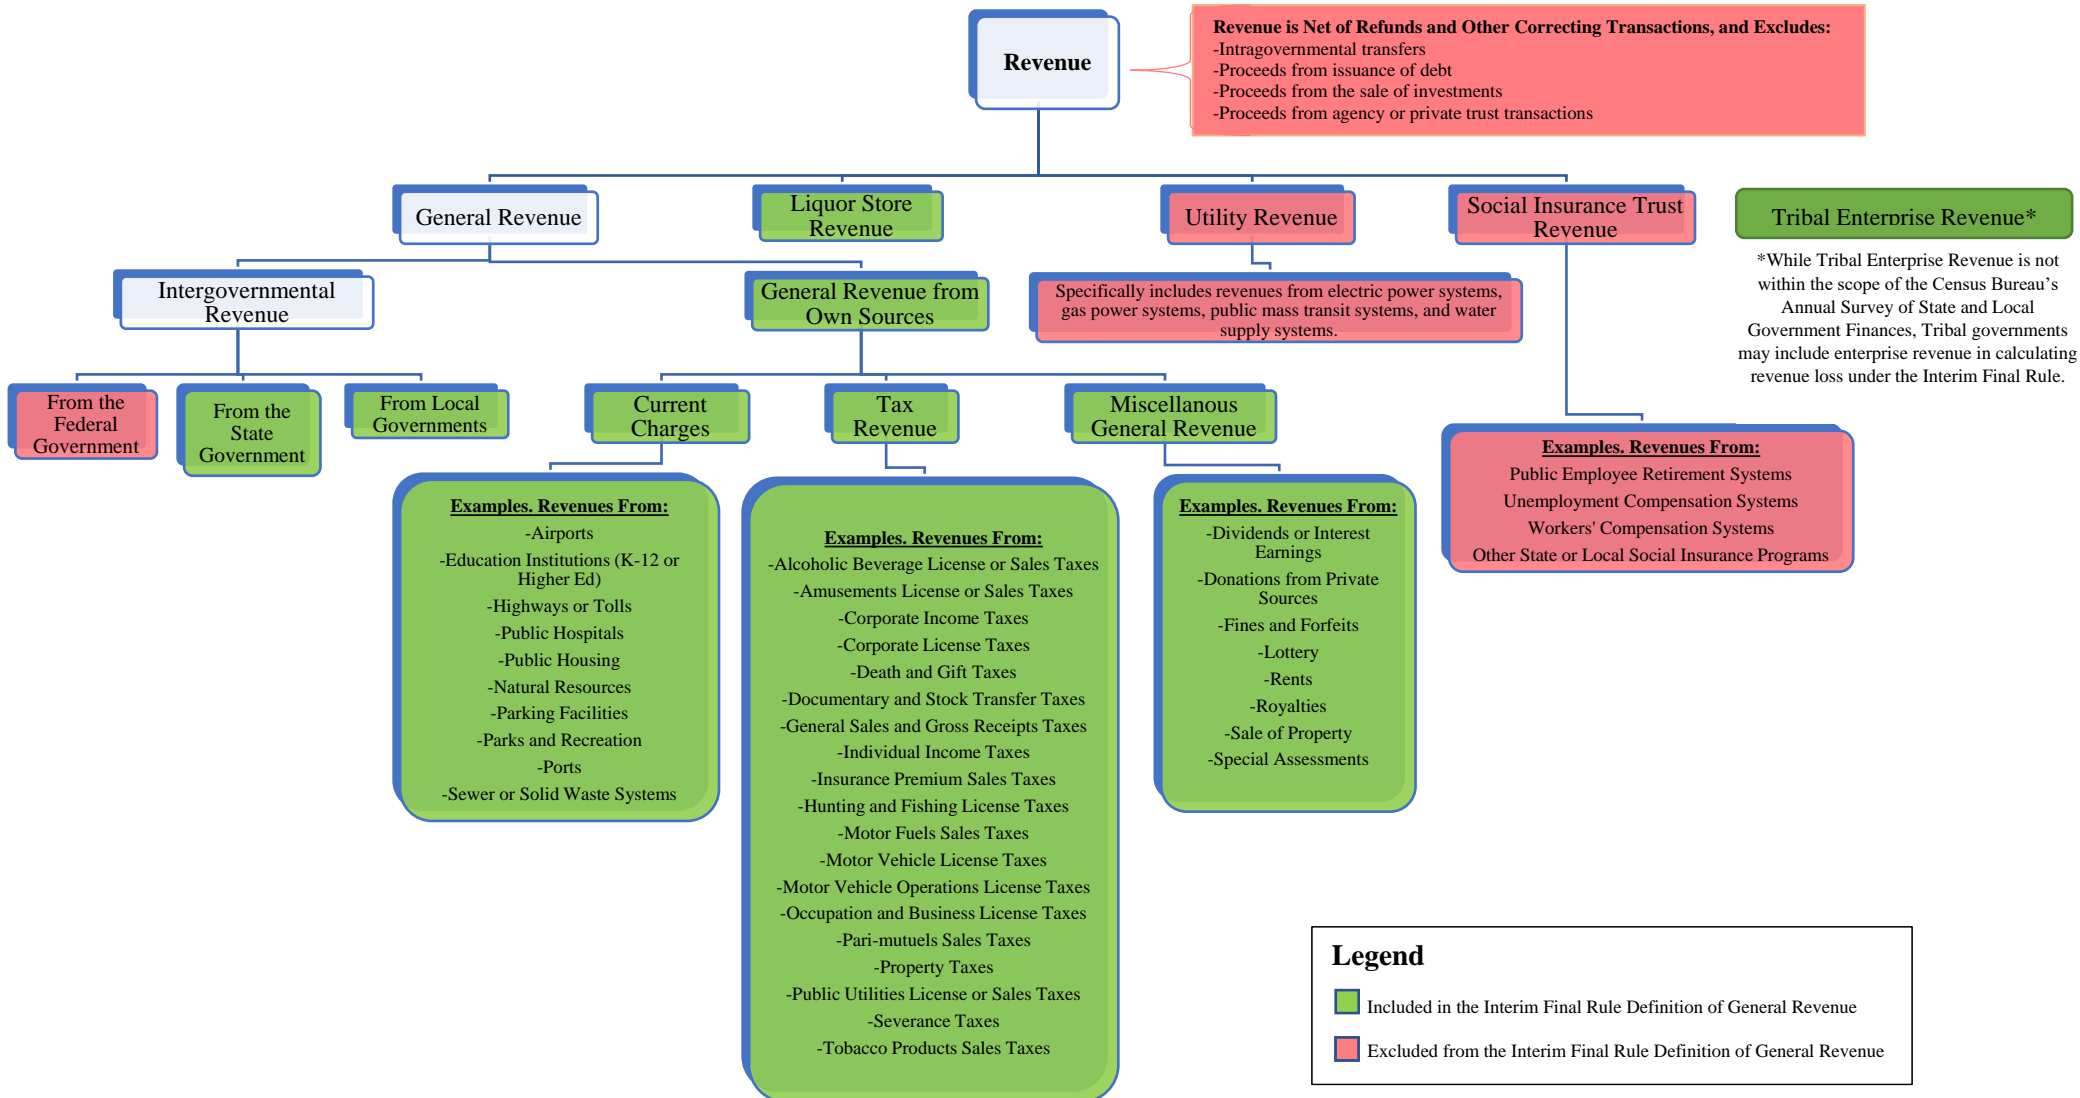 Revenue
Revenue is Net of Refunds and Other Correcting Transactions, and Excludes:
-Intragovernmental transfers
-Proceeds from issuance of debt
-Proceeds from the sale of investments
-Proceeds from agency or private trust transactions
General Revenue
Liquor Store
Revenue
Utility Revenue
Social Insurance Trust
Revenue
Tribal Enterprise Revenue*
*While Tribal Enterprise Revenue is not
within the scope of the Census Bureau’s
Annual Survey of State and Local
Government Finances, Tribal governments
may include enterprise revenue in calculating
revenue loss under the Interim Final Rule.
Intergovernmental
Revenue
General Revenue from
Own Sources
Specifically includes revenues from electric power systems,
gas power systems, public mass transit systems, and water
supply systems.
From the
Federal
Government
From the
State
Government
From Local
Governments
Current
Charges
Tax
Revenue
Miscellanous
General Revenue
Examples. Revenues From:
-Airports
-Education Institutions (K-12 or
Higher Ed)
-Highways or Tolls
-Public Hospitals
-Public Housing
-Natural Resources
-Parking Facilities
-Parks and Recreation
-Ports
-Sewer or Solid Waste Systems
Examples. Revenues From:
-Alcoholic Beverage License or Sales Taxes
-Amusements License or Sales Taxes
-Corporate Income Taxes
-Corporate License Taxes
-Death and Gift Taxes
-Documentary and Stock Transfer Taxes
-General Sales and Gross Receipts Taxes
-Individual Income Taxes
-Insurance Premium Sales Taxes
-Hunting and Fishing License Taxes
-Motor Fuels Sales Taxes
-Motor Vehicle License Taxes
-Motor Vehicle Operations License Taxes
-Occupation and Business License Taxes
-Pari-mutuels Sales Taxes
-Property Taxes
-Public Utilities License or Sales Taxes
-Severance Taxes
-Tobacco Products Sales Taxes
Examples. Revenues From:
-Dividends or Interest
Earnings
-Donations from Private
Sources
-Fines and Forfeits
-Lottery
-Rents
-Royalties
-Sale of Property
-Special Assessments
Examples. Revenues From:
Public Employee Retirement Systems
Unemployment Compensation Systems
Workers' Compensation Systems
Other State or Local Social Insurance Programs
Legend
Included in the Interim Final Rule Definition of General Revenue
Excluded from the Interim Final Rule Definition of General Revenue